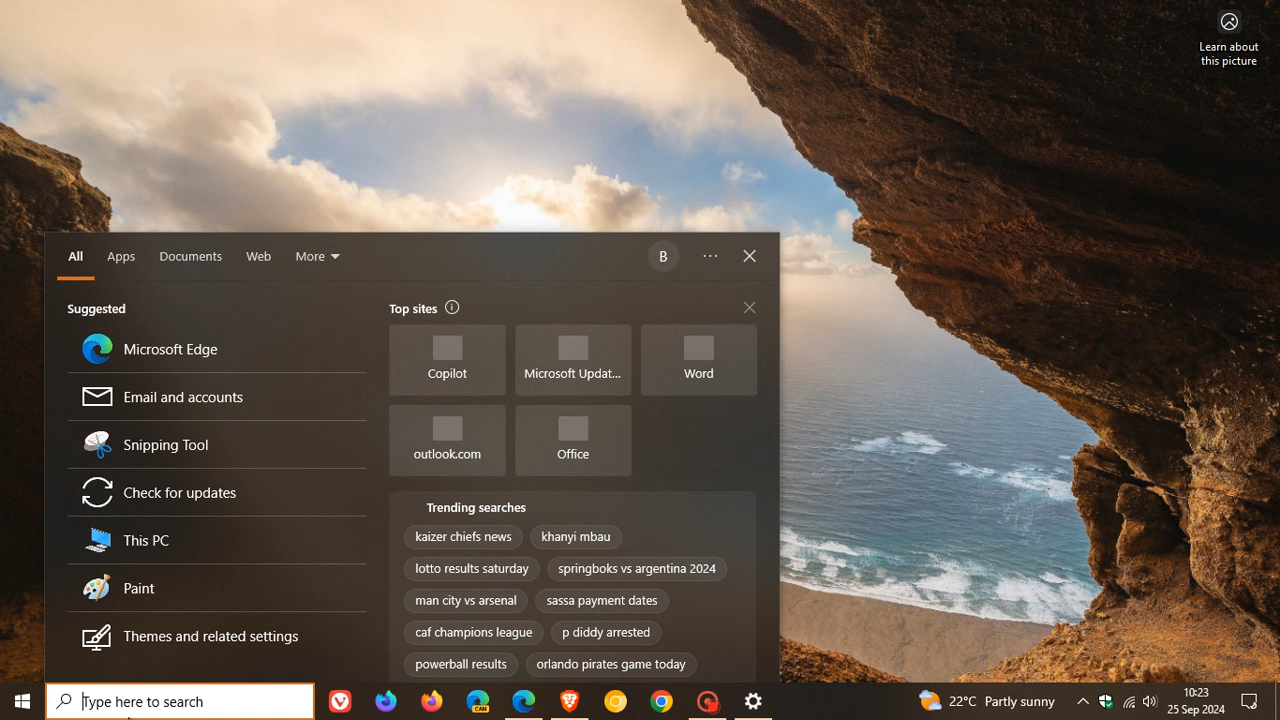 Learn about
this picture
All
Apps
Documents
Web
More
B
Suggested
Microsoft Edge
Email and accounts
Snipping Tool
Check for updates
This PC
Paint
Themes and related settings
Top sites
Copilot
Microsoft Updat...
Word
outlook.com
Office
Trending searches
kaizer chiefs news
khanyi mbau
lotto results saturday
springboks vs argentina 2024
man city vs arsenal
sassa payment dates
caf champions league
p diddy arrested
powerball results
orlando pirates game today
Type here to search
CAN
22°C Partly sunny
10:23
25 Sep 2024